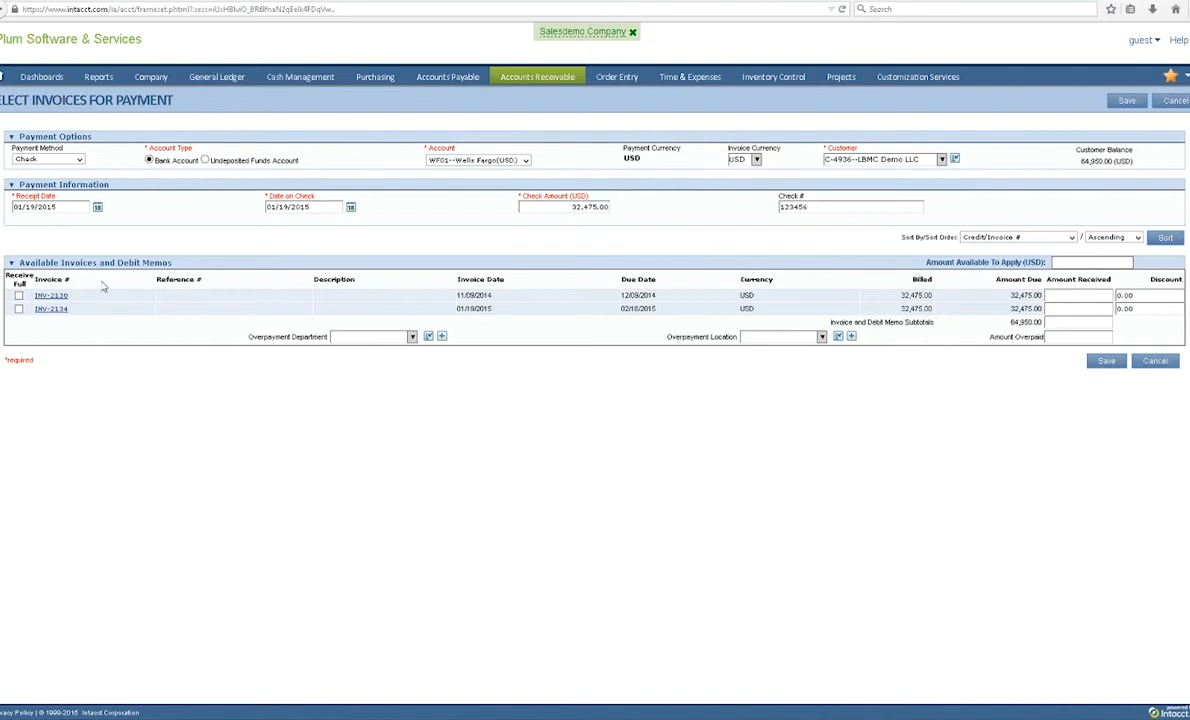 https://www.intacct.com/ia/acct/frameset.phtml?.sess=
Search
Salesdemo Company
Plum Software & Services
guest
Help
Dashboards Reports Company General Ledger Cash Management Purchasing Accounts Payable Accounts Receivable Order Entry Time & Expenses Inventory Control Projects Customization Services
ELECT INVOICES FOR PAYMENT
Save Cancel
Payment Options
Payment Method * Account Type * Account Payment Currency Invoice Currency * Customer Customer Balance
Check Bank Account Undeposited Funds Account WF01--Wells Fargo(USD) USD USD C-4936--LBMC Demo LLC 64,950.00 (USD)
Payment Information
* Receipt Date * Date on Check * Check Amount (USD) Check #
01/19/2015 01/19/2015 32,475.00 123456
Sort By/Sort Order: Credit/Invoice # / Ascending Sort
Available Invoices and Debit Memos Amount Available To Apply (USD):
Receive Full Invoice # Reference # Description Invoice Date Due Date Currency Billed Amount Due Amount Received Discount
INV-2130 11/09/2014 12/09/2014 USD 32,475.00 32,475.00 0.00
INV-2134 01/19/2015 02/18/2015 USD 32,475.00 32,475.00 0.00
Invoice and Debit Memo Subtotals 64,950.00
Overpayment Department Overpayment Location Amount Overpaid
*required
Save Cancel
vacy Policy | © 1999-2015 Intacct Corporation
powered
Intacct